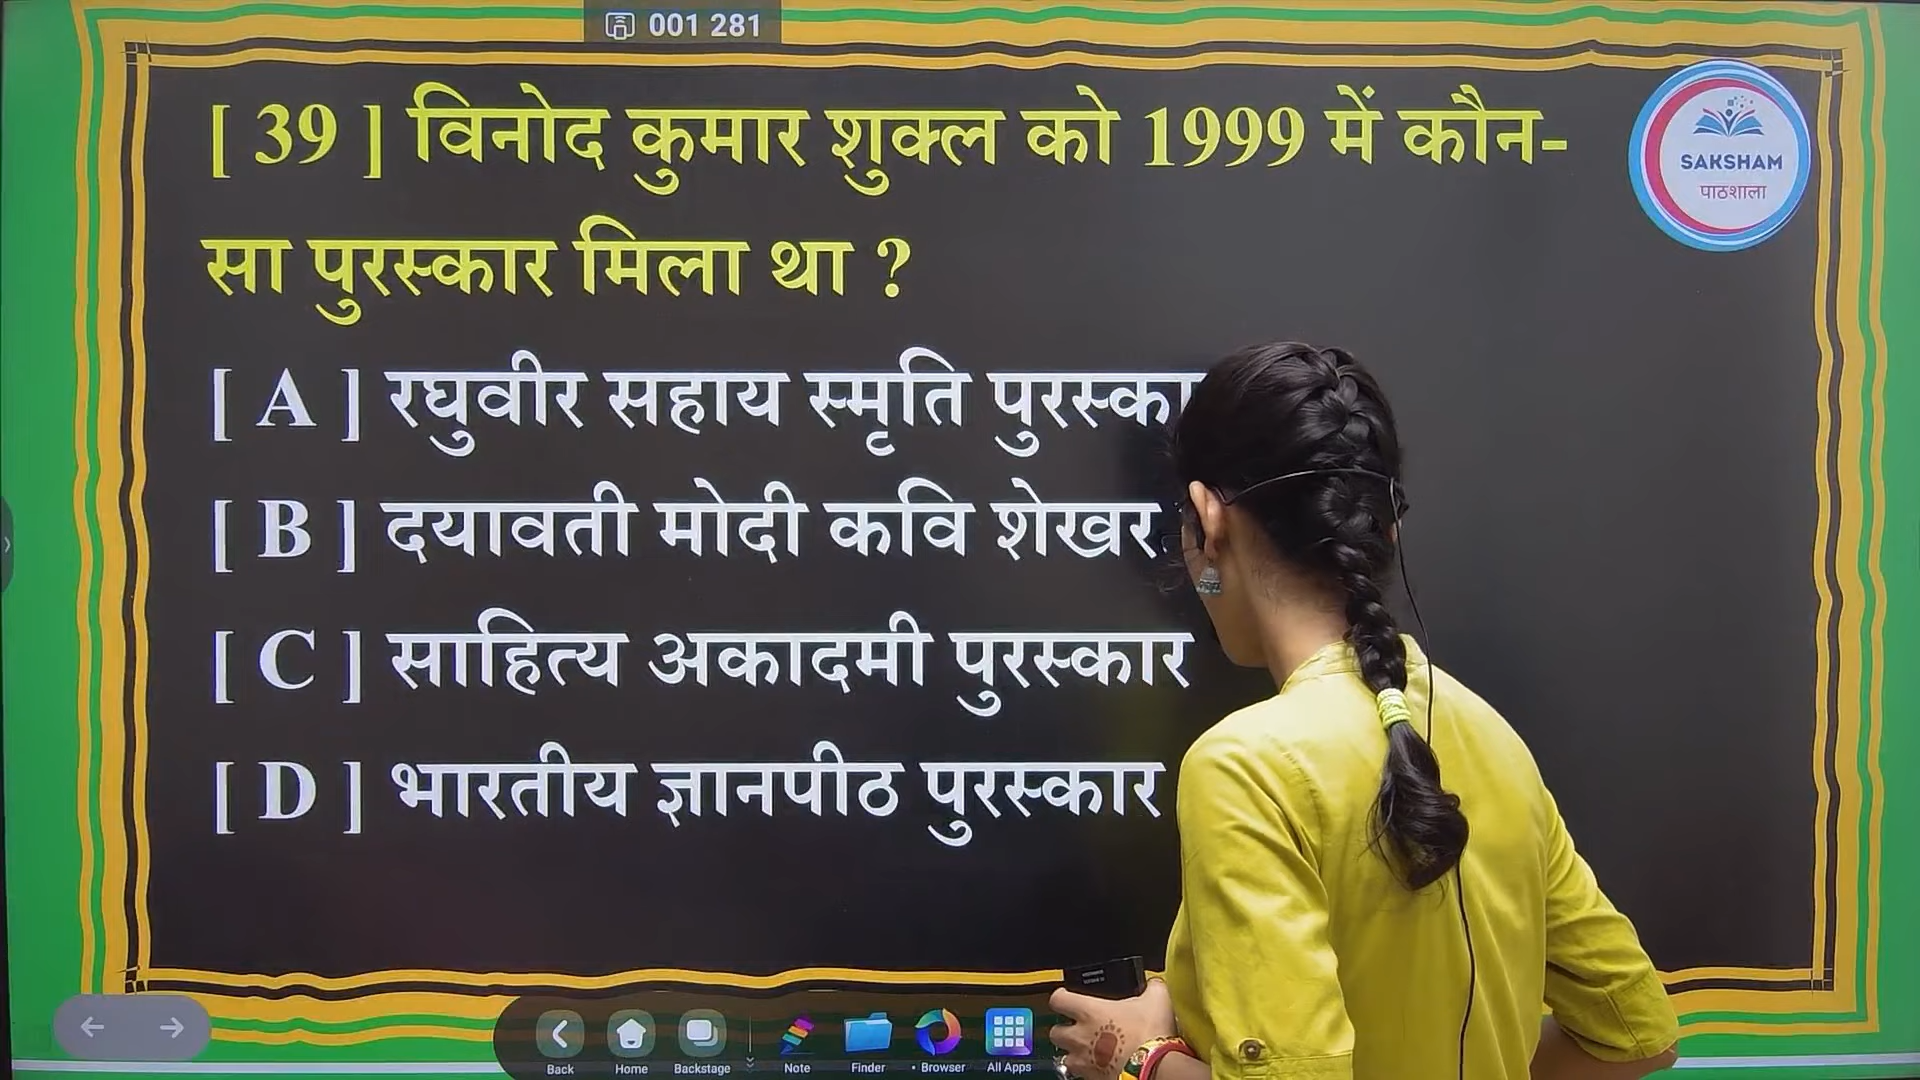 001 281
[ 39 ] विनोद कुमार शुक्ल को 1999 में कौन-
सा पुरस्कार मिला था ?
SAKSHAM
पाठशाला
[ A ] रघुवीर सहाय स्मृति
[ B ] दयावती मोदी कवि शेखर
[ C ] साहित्य अकादमी पुरस्कार
[ D ] भारतीय ज्ञानपीठ पुरस्कार
Back Home Backstage Note Finder Browser All Apps